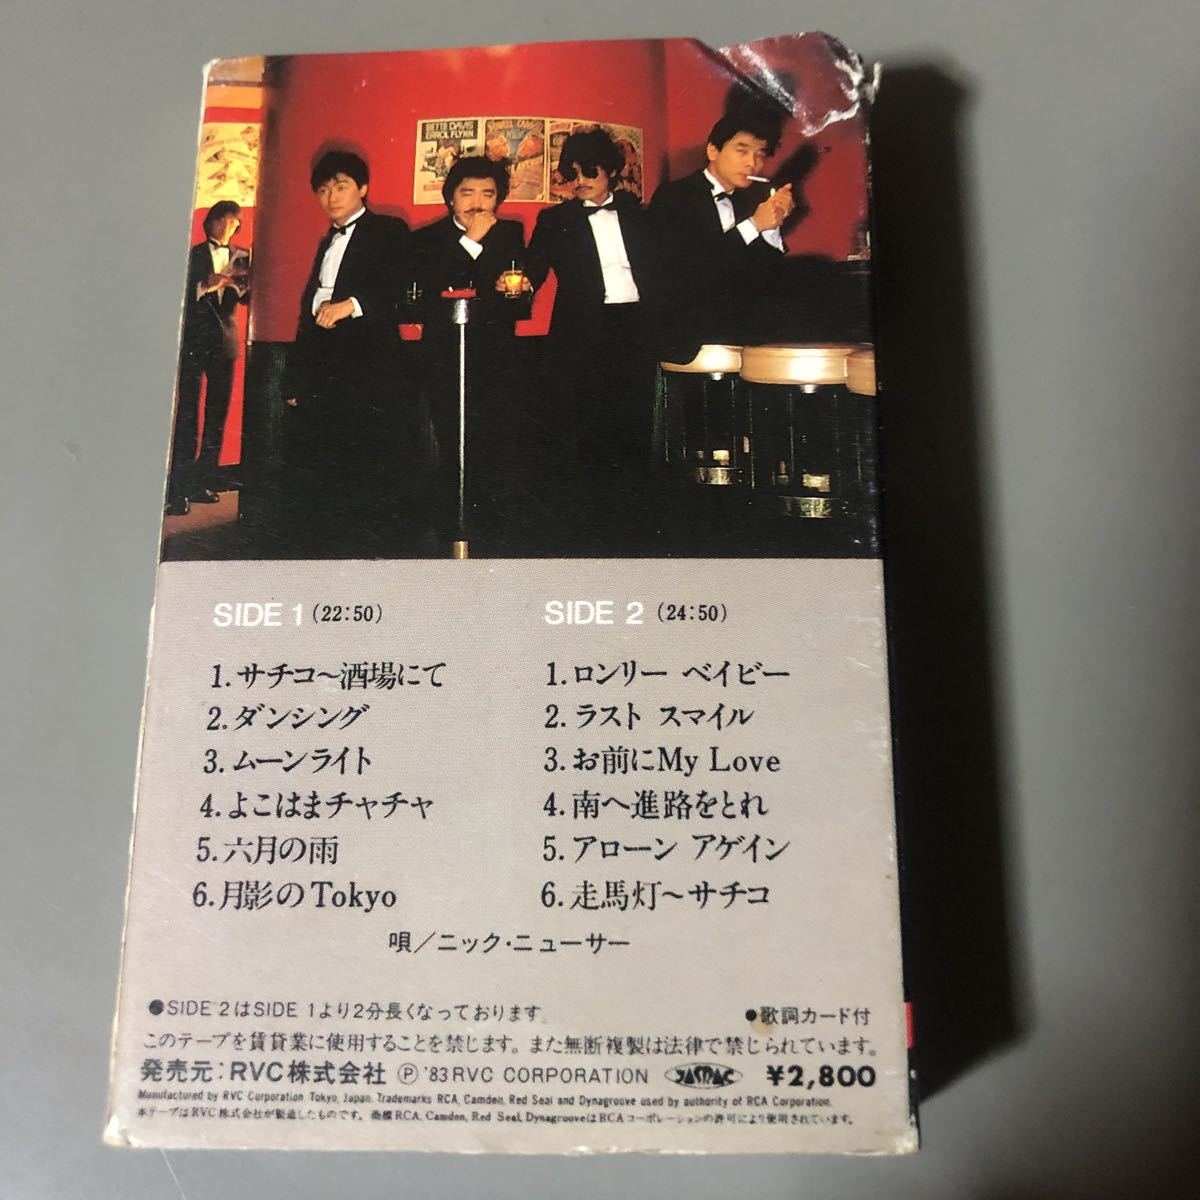 BETTE DAVIS
ERROL FLYNN
SIDE 1 (22:50)
1.サチコ〜酒場にて
2.ダンシング
3.ムーンライト
4.よこはまチャチャ
5.六月の雨
6.月影のTokyo
SIDE 2 (24:50)
1.ロンリー ベイビー
2.ラスト スマイル
3.お前にMy Love
4.南へ進路をとれ
5.アローン アゲイン
6.走馬灯〜サチコ
唄／ニック・ニューサー
●SIDE 2はSIDE 1より2分長くなっております。
●歌詞カード付
このテープを賃貸業に使用することを禁じます。また無断複製は法律で禁じられています。
発売元：RVC株式会社 Ⓟ '83 RVC CORPORATION JASRAC ¥2,800
Manufactured by RVC Corporation, Tokyo, Japan. Trademarks RCA, Camden, Red Seal and Dynagroove used by authority of RCA Corporation.
本テープはRVC株式会社が製造したものです。商標RCA, Camden, Red Seal, DynagrooveはRCAコーポレーションの許可により使用されています。